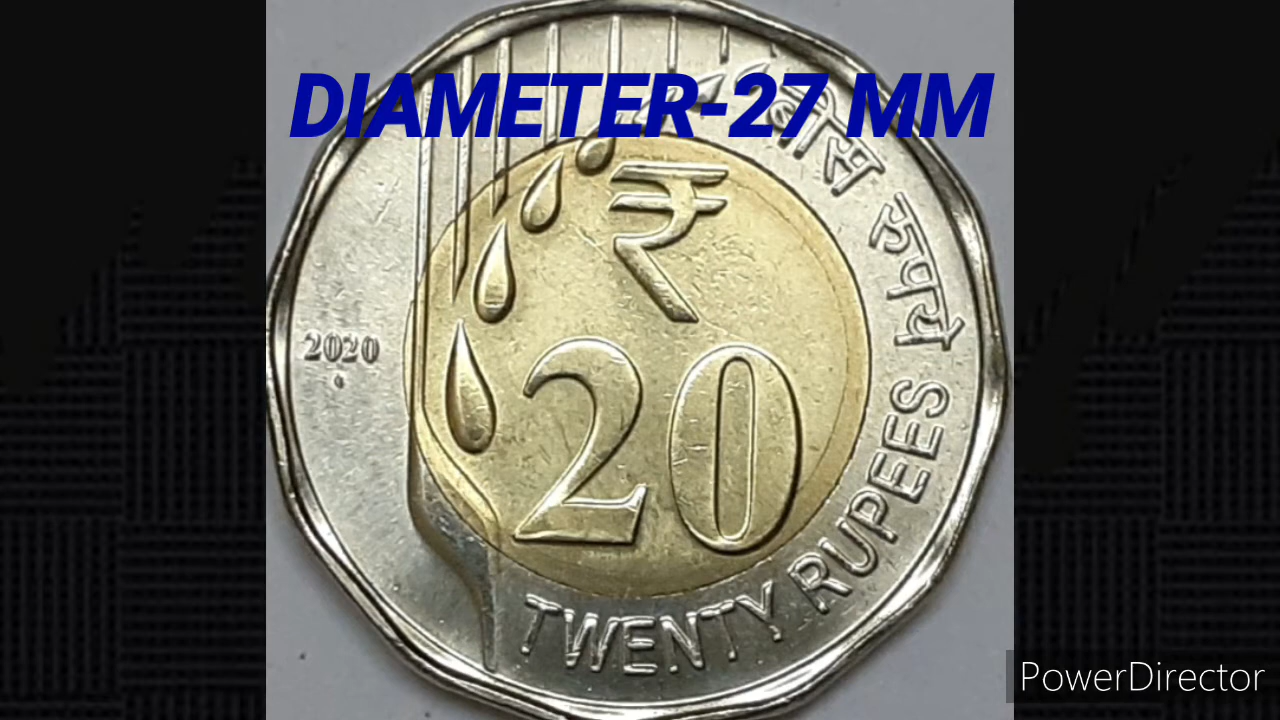 DIAMETER-27 MM
बीस रुपये
₹
2020
20
TWENTY RUPEES
PowerDirector